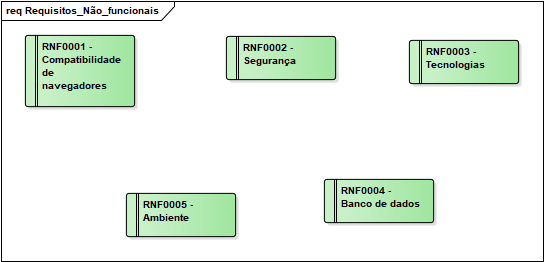 req Requisitos_Não_funcionais
RNF0001 -
Compatibilidade
de
navegadores
RNF0002 -
Segurança
RNF0003 -
Tecnologias
RNF0005 -
Ambiente
RNF0004 -
Banco de dados